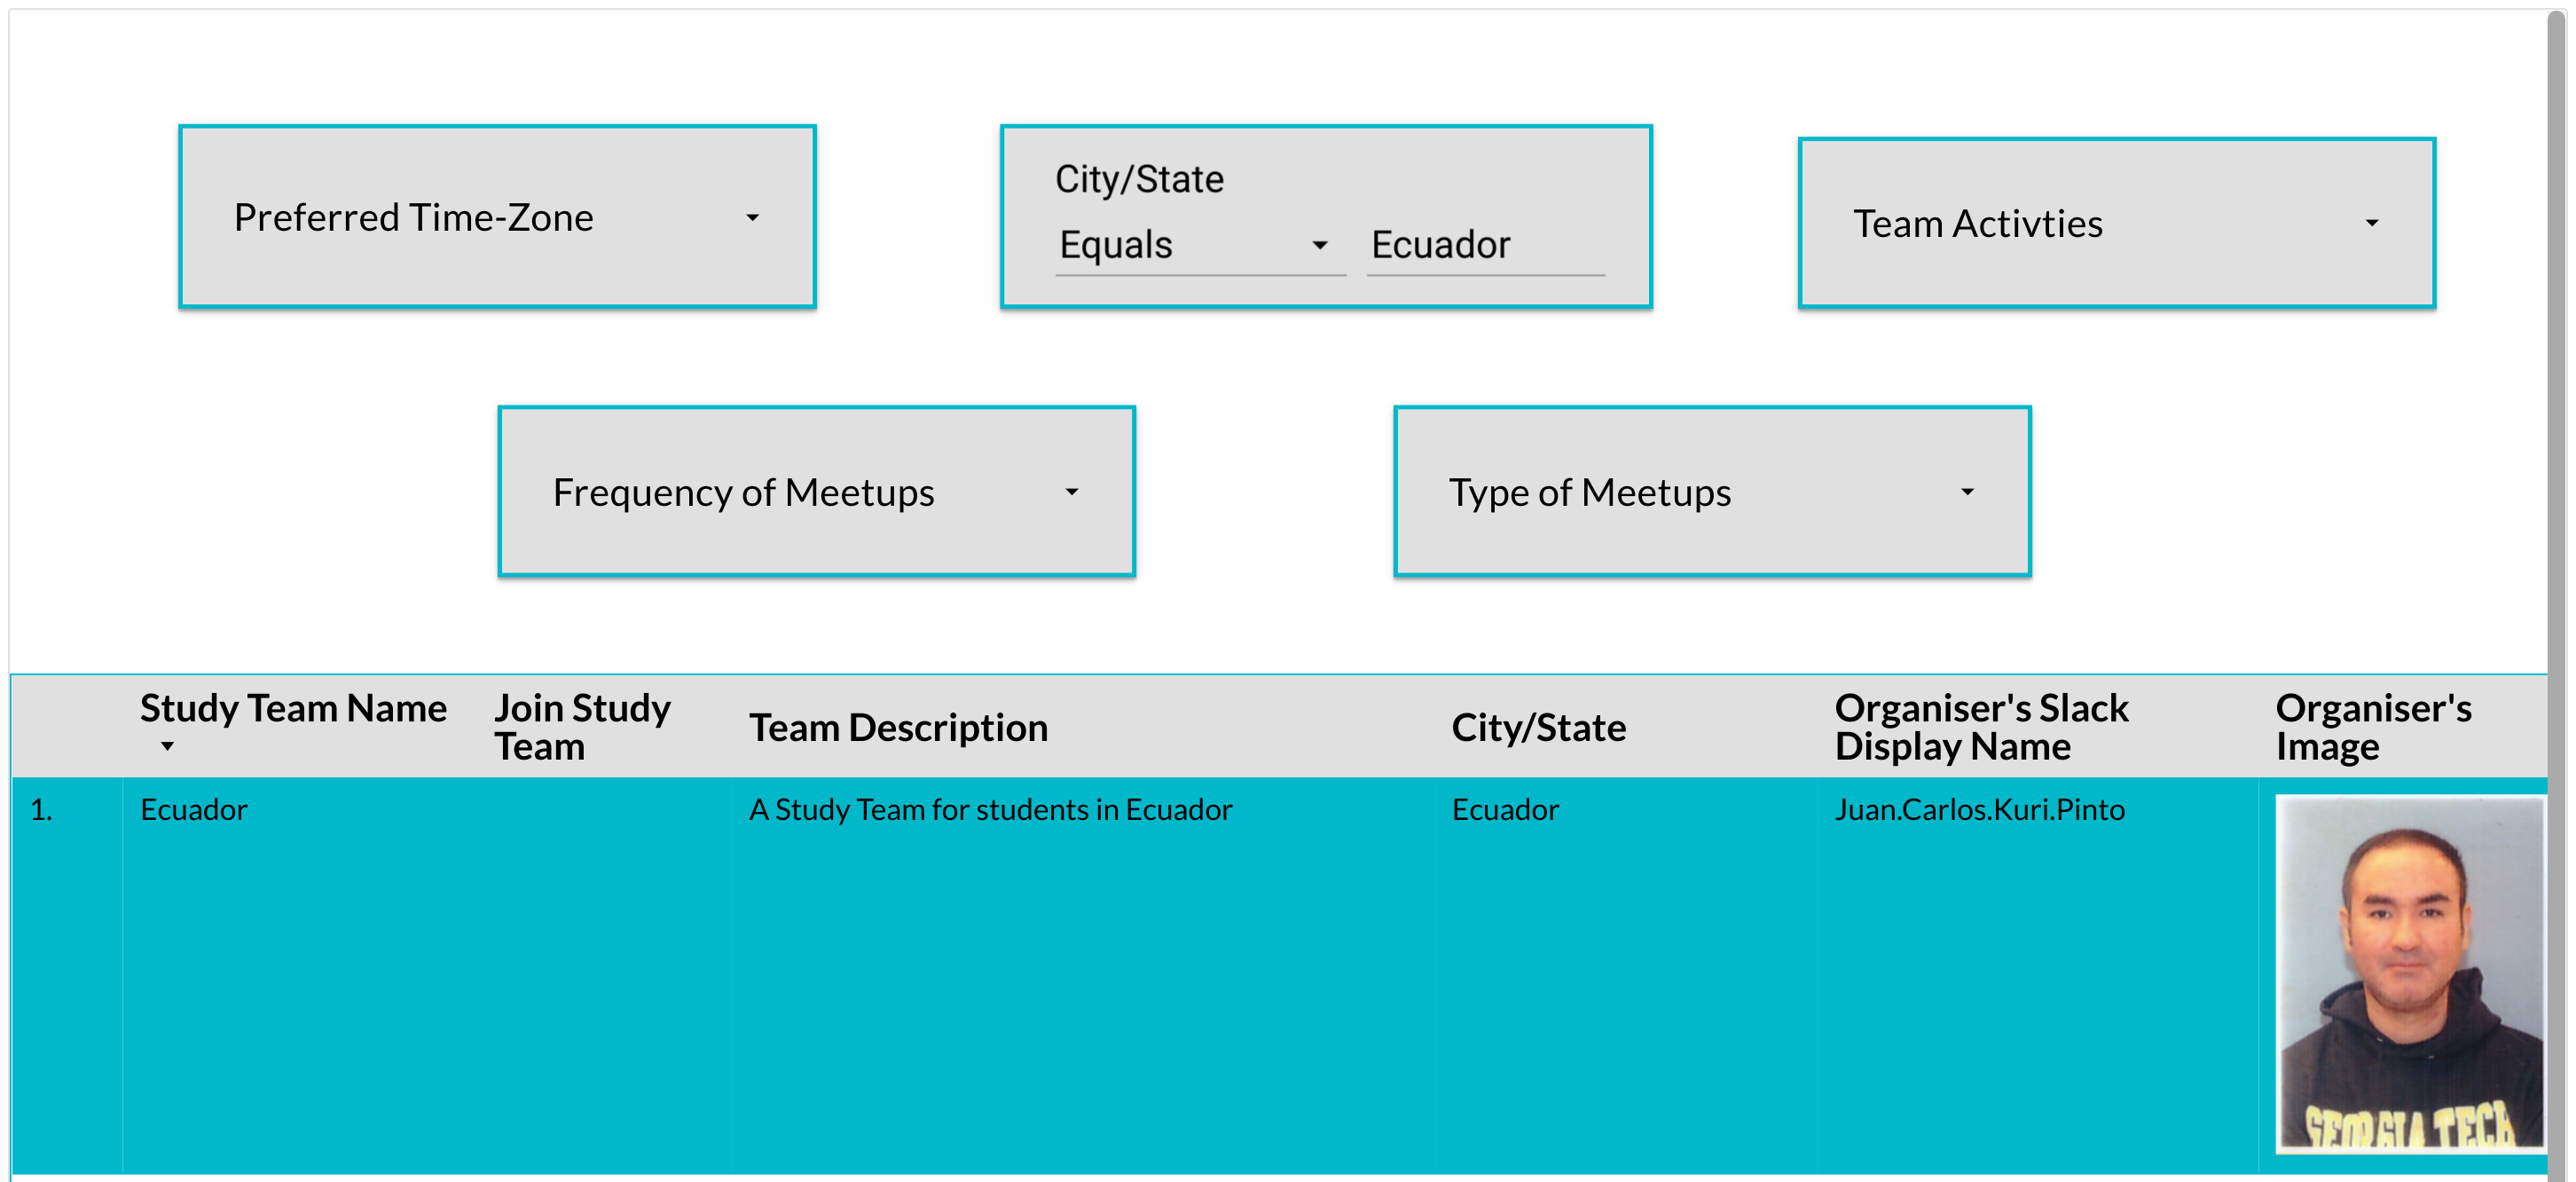 Preferred Time-Zone
City/State
Equals
Ecuador
Team Activties
Frequency of Meetups
Type of Meetups
Study Team Name
Join Study
Team
Team Description
City/State
Organiser's Slack
Display Name
Organiser's
Image
1.
Ecuador
A Study Team for students in Ecuador
Ecuador
Juan.Carlos.Kuri.Pinto
GEORGIA TECH